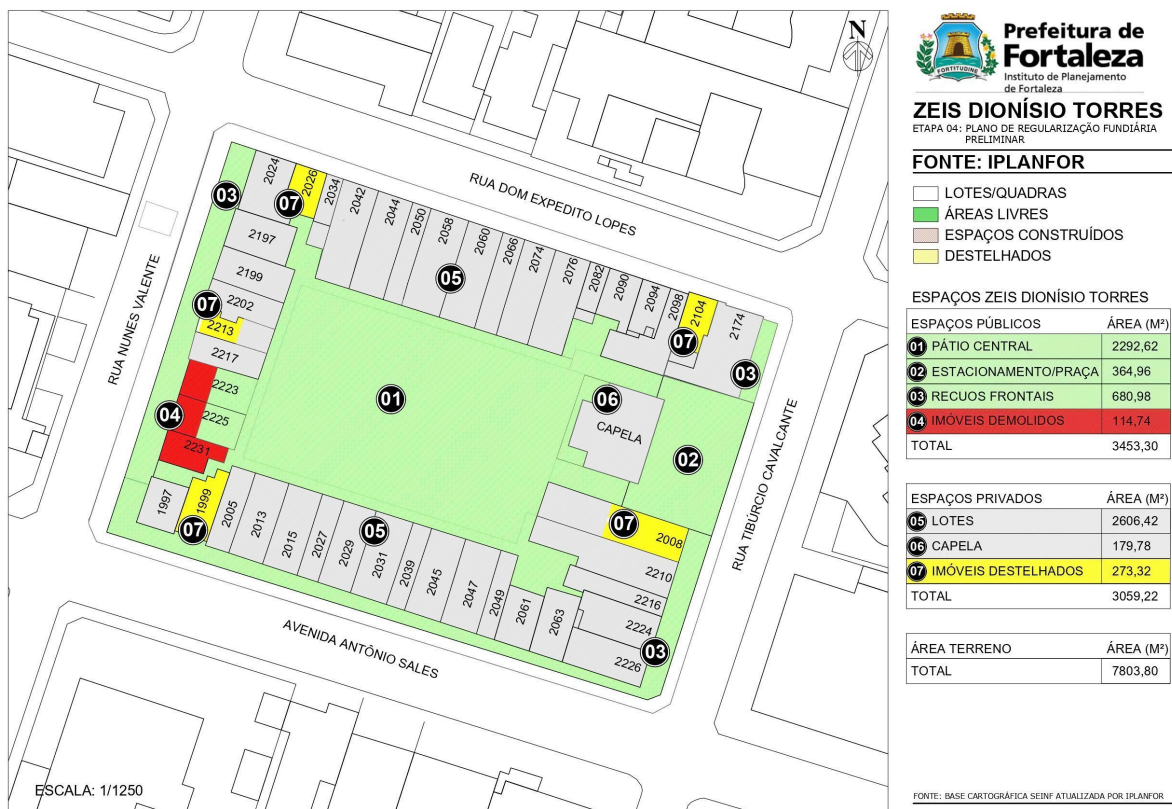 N
RUA DOM EXPEDITO LOPES
RUA NUNES VALENTE
RUA TIBÚRCIO CAVALCANTE
AVENIDA ANTÔNIO SALES
03
2024
07
2026
2034
2042
2044
2050
2058
2060
2066
2074
2076
2082
2090
2094
2098
2104
2174
05
07
03
2197
2199
2202
07
2213
2217
2223
2225
04
2231
01
06
CAPELA
02
1997
1999
07
2005
2013
2015
2027
2029
05
2031
2039
2045
2047
2049
2061
2063
07
2008
2210
2216
2224
2226
03
ESCALA: 1/1250
FORTITUDINE
Prefeitura de
Fortaleza
Instituto de Planejamento
de Fortaleza
ZEIS DIONÍSIO TORRES
ETAPA 04: PLANO DE REGULARIZAÇÃO FUNDIÁRIA
PRELIMINAR
FONTE: IPLANFOR
LOTES/QUADRAS
ÁREAS LIVRES
ESPAÇOS CONSTRUÍDOS
DESTELHADOS
ESPAÇOS ZEIS DIONÍSIO TORRES
ESPAÇOS PÚBLICOS ÁREA (M²)
01 PÁTIO CENTRAL 2292,62
02 ESTACIONAMENTO/PRAÇA 364,96
03 RECUOS FRONTAIS 680,98
04 IMÓVEIS DEMOLIDOS 114,74
TOTAL 3453,30
ESPAÇOS PRIVADOS ÁREA (M²)
05 LOTES 2606,42
06 CAPELA 179,78
07 IMÓVEIS DESTELHADOS 273,32
TOTAL 3059,22
ÁREA TERRENO ÁREA (M²)
TOTAL 7803,80
FONTE: BASE CARTOGRÁFICA SEINF ATUALIZADA POR IPLANFOR